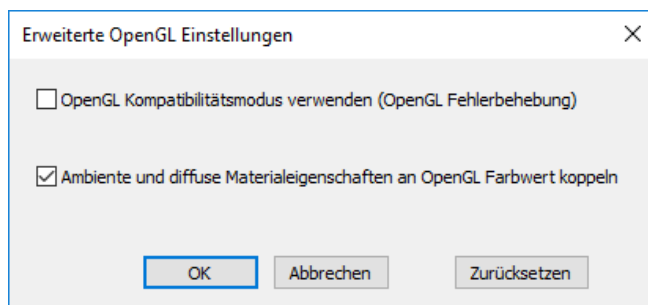 Erweiterte OpenGL Einstellungen
OpenGL Kompatibilitätsmodus verwenden (OpenGL Fehlerbehebung)
Ambiente und diffuse Materialeigenschaften an OpenGL Farbwert koppeln
OK Abbrechen Zurücksetzen